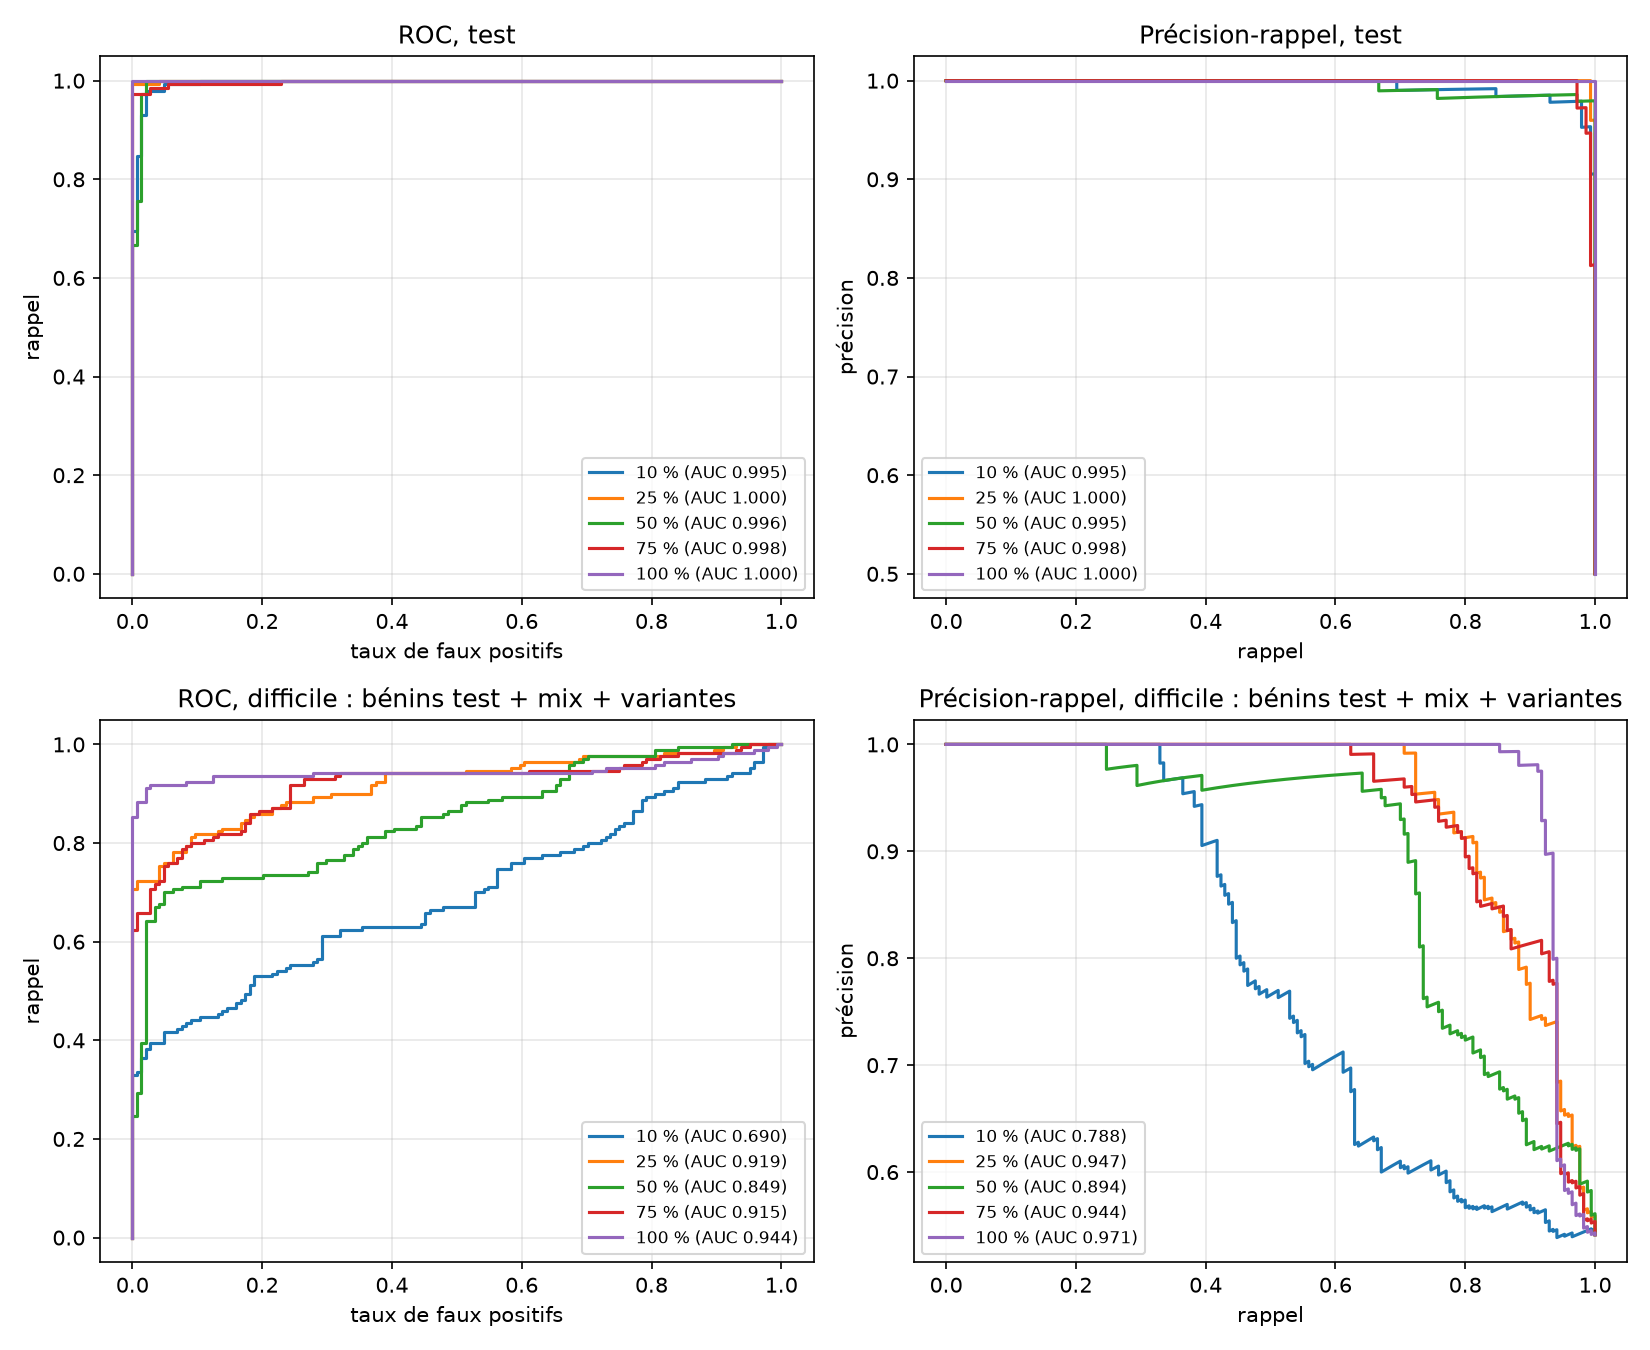 ROC, test
rappel
1.0
0.8
0.6
0.4
0.2
0.0
10 % (AUC 0.995)
25 % (AUC 1.000)
50 % (AUC 0.996)
75 % (AUC 0.998)
100 % (AUC 1.000)
0.0 0.2 0.4 0.6 0.8 1.0
taux de faux positifs
Précision-rappel, test
précision
1.0
0.9
0.8
0.7
0.6
0.5
10 % (AUC 0.995)
25 % (AUC 1.000)
50 % (AUC 0.995)
75 % (AUC 0.998)
100 % (AUC 1.000)
0.0 0.2 0.4 0.6 0.8 1.0
rappel
ROC, difficile : bénins test + mix + variantes
rappel
1.0
0.8
0.6
0.4
0.2
0.0
10 % (AUC 0.690)
25 % (AUC 0.919)
50 % (AUC 0.849)
75 % (AUC 0.915)
100 % (AUC 0.944)
0.0 0.2 0.4 0.6 0.8 1.0
taux de faux positifs
Précision-rappel, difficile : bénins test + mix + variantes
précision
1.0
0.9
0.8
0.7
0.6
10 % (AUC 0.788)
25 % (AUC 0.947)
50 % (AUC 0.894)
75 % (AUC 0.944)
100 % (AUC 0.971)
0.0 0.2 0.4 0.6 0.8 1.0
rappel